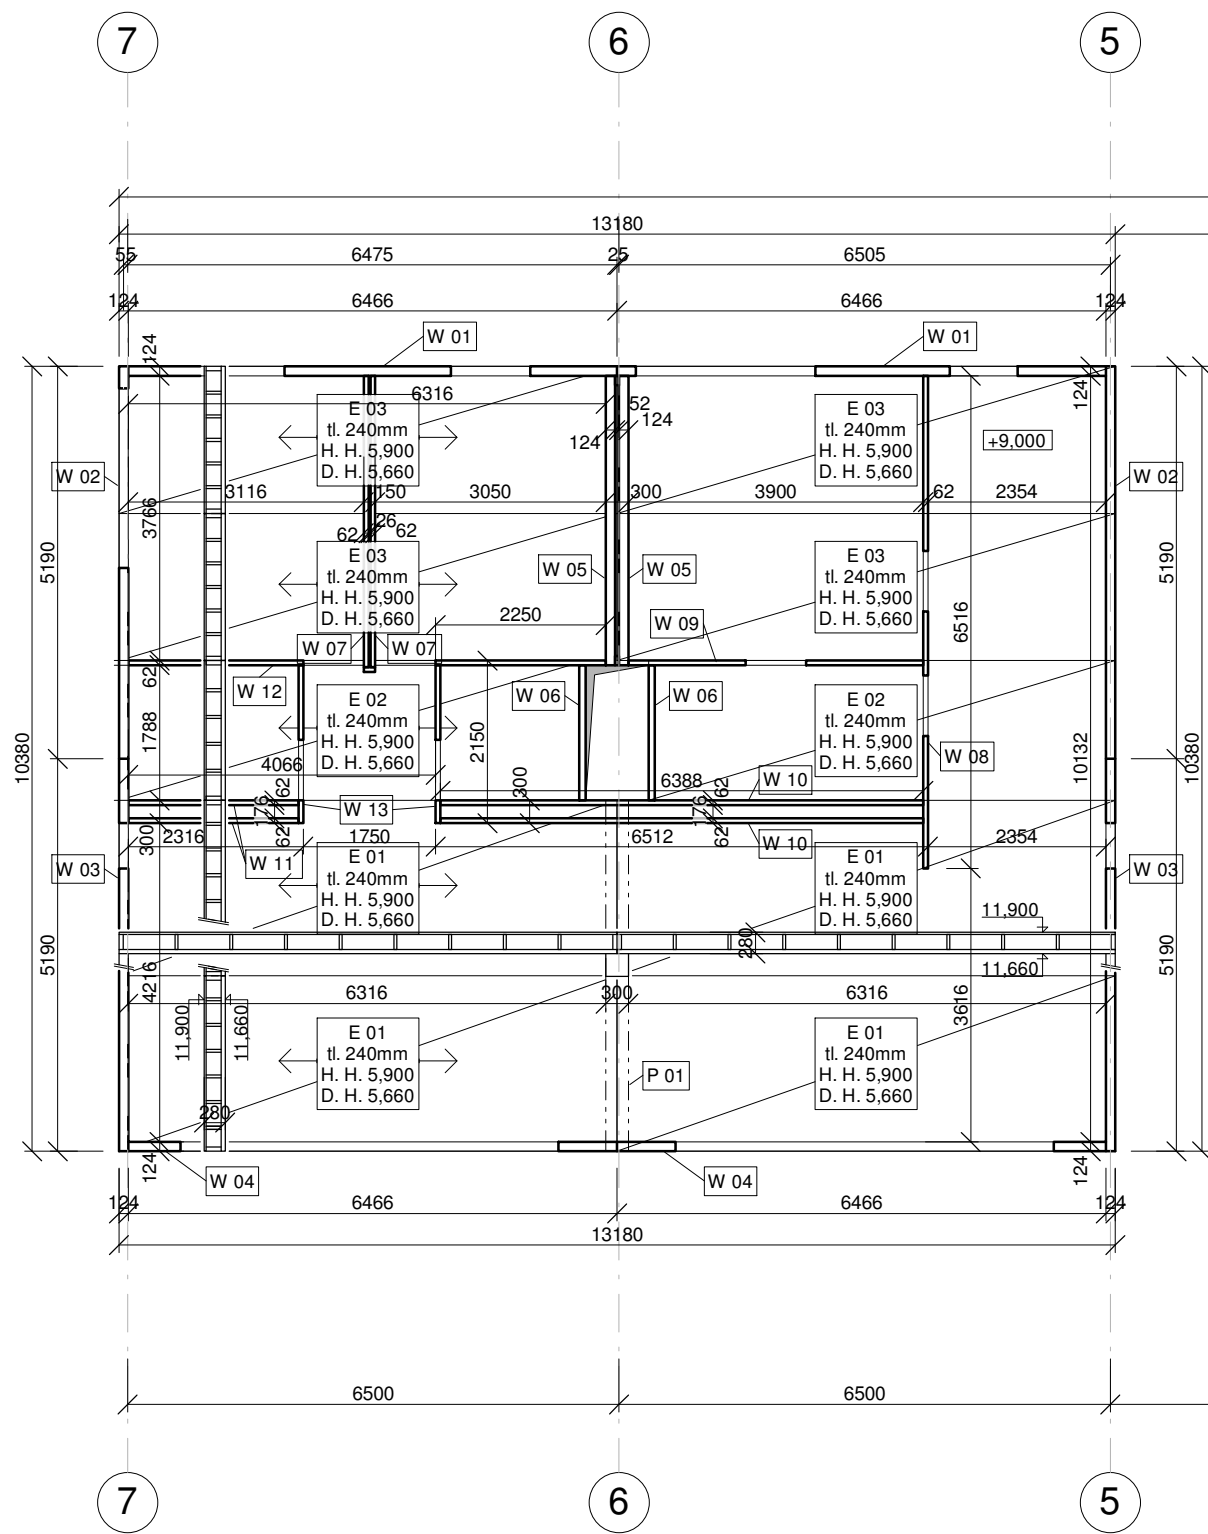 7 6 5
13180
55 6475 25 6505
124 6466 6466 124
W 01 W 01
124 124
6316
E 03
tl. 240mm
H. H. 5,900
D. H. 5,660
52
124
124
E 03
tl. 240mm
H. H. 5,900
D. H. 5,660
+9,000
W 02 W 02
3116 150 3050 300 3900 62 2354
3766
26
62 62
5190 5190
E 03
tl. 240mm
H. H. 5,900
D. H. 5,660
W 05 W 05
E 03
tl. 240mm
H. H. 5,900
D. H. 5,660
2250
W 09
6516
W 07 W 07
62
W 12
E 02
tl. 240mm
H. H. 5,900
D. H. 5,660
W 06 W 06
E 02
tl. 240mm
H. H. 5,900
D. H. 5,660
1788
2150
W 08
10380 10132 10380
4066
62
300
6388
62
W 10
176
W 13
176
300
2316
62
1750
6512
62
W 10
2354
W 11
E 01
tl. 240mm
H. H. 5,900
D. H. 5,660
E 01
tl. 240mm
H. H. 5,900
D. H. 5,660
W 03 W 03
11,900
280
11,660
5190 5190
4216
6316 300 6316
3616
11,900 11,660
E 01
tl. 240mm
H. H. 5,900
D. H. 5,660
P 01
E 01
tl. 240mm
H. H. 5,900
D. H. 5,660
280
124 124
W 04 W 04
124 6466 6466 124
13180
6500 6500
7 6 5